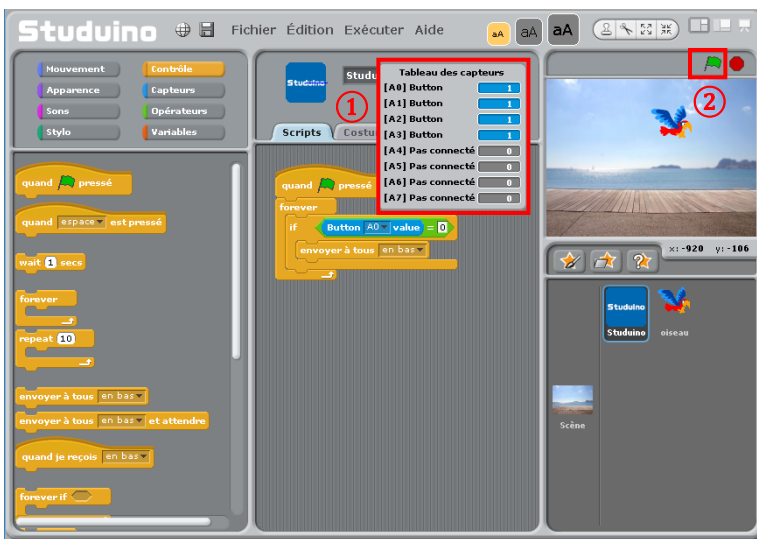 Studuino Fichier Édition Exécuter Aide aA aA aA
Mouvement Contrôle
Apparence Capteurs
Sons Opérateurs
Stylo Variables
quand pressé
quand espace est pressé
wait 1 secs
forever
repeat 10
envoyer à tous en bas
envoyer à tous en bas et attendre
quand je reçois en bas
forever if
Studuino
Scripts
quand pressé
forever
if Button A0 value = 0
envoyer à tous en bas
1
Tableau des capteurs
[A0] Button 1
[A1] Button 1
[A2] Button 1
[A3] Button 1
[A4] Pas connecté 0
[A5] Pas connecté 0
[A6] Pas connecté 0
[A7] Pas connecté 0
2
x: -920 y: -106
Studuino
Studuino oiseau
Scène